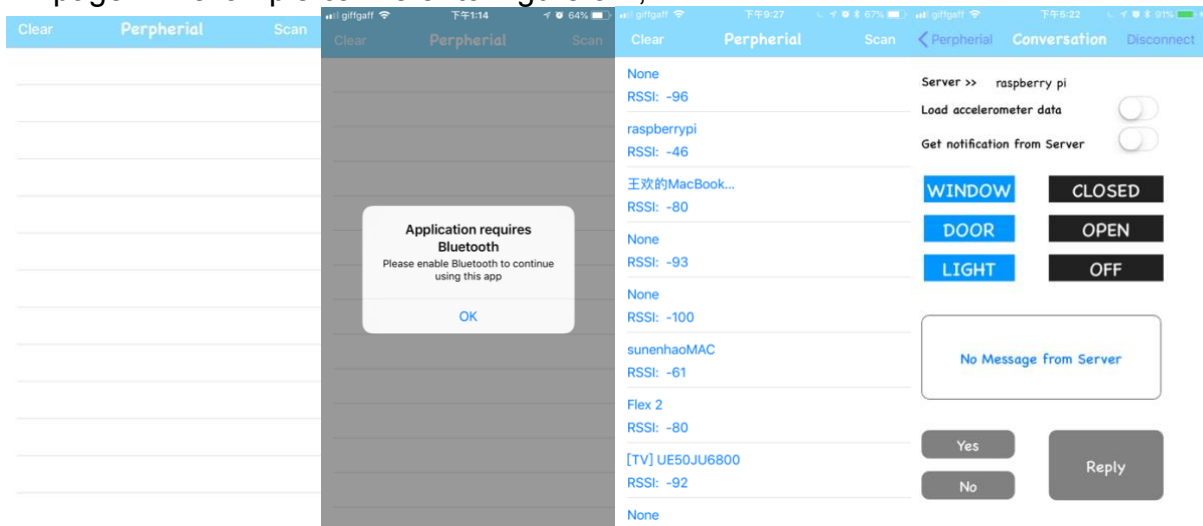 Clear Perpherial Scan
giffgaff 下午1:14 64%
Clear Perpherial Scan
Application requires
Bluetooth
Please enable Bluetooth to continue
using this app
OK
giffgaff 下午9:27 67%
Clear Perpherial Scan
None
RSSI: -96
raspberrypi
RSSI: -46
王欢的MacBook...
RSSI: -80
None
RSSI: -93
None
RSSI: -100
sunenhaoMAC
RSSI: -61
Flex 2
RSSI: -80
[TV] UE50JU6800
RSSI: -92
None
giffgaff 下午5:22 91%
Perpherial Conversation Disconnect
Server >> raspberry pi
Load accelerometer data
Get notification from Server
WINDOW CLOSED
DOOR OPEN
LIGHT OFF
No Message from Server
Yes
No
Reply